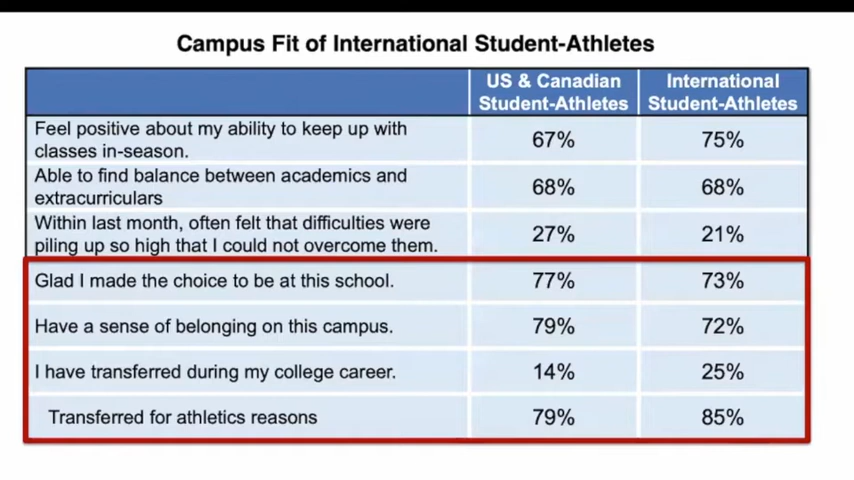 Campus Fit of International Student-Athletes
US & Canadian
Student-Athletes
International
Student-Athletes
Feel positive about my ability to keep up with
classes in-season.
67%
75%
Able to find balance between academics and
extracurriculars
68%
68%
Within last month, often felt that difficulties were
piling up so high that I could not overcome them.
27%
21%
Glad I made the choice to be at this school.
77%
73%
Have a sense of belonging on this campus.
79%
72%
I have transferred during my college career.
14%
25%
Transferred for athletics reasons
79%
85%